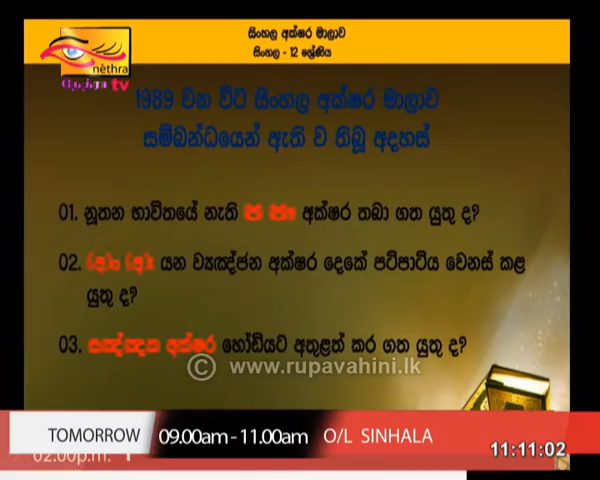 සිංහල අක්ෂර මාලාව
සිංහල - 12 ශ්‍රේණිය
nēthra
நேத்ரா tv
1989 වන විට සිංහල අක්ෂර මාලාව
සම්බන්ධයෙන් ඇති ව තිබූ අදහස්
01. නූතන භාවිතයේ නැති අක්ෂර තබා ගත යුතු ද?
02. (අ)ං (අ)ඃ යන ව්‍යඤ්ජන අක්ෂර දෙකේ පටිපාටිය වෙනස් කළ
යුතු ද?
03. සඤ්ඤක අක්ෂර හෝඩියට අතුළත් කර ගත යුතු ද?
© www.rupavahini.lk
TOMORROW 09.00am - 11.00am O/L SINHALA
11:11:02
02.00p.m.